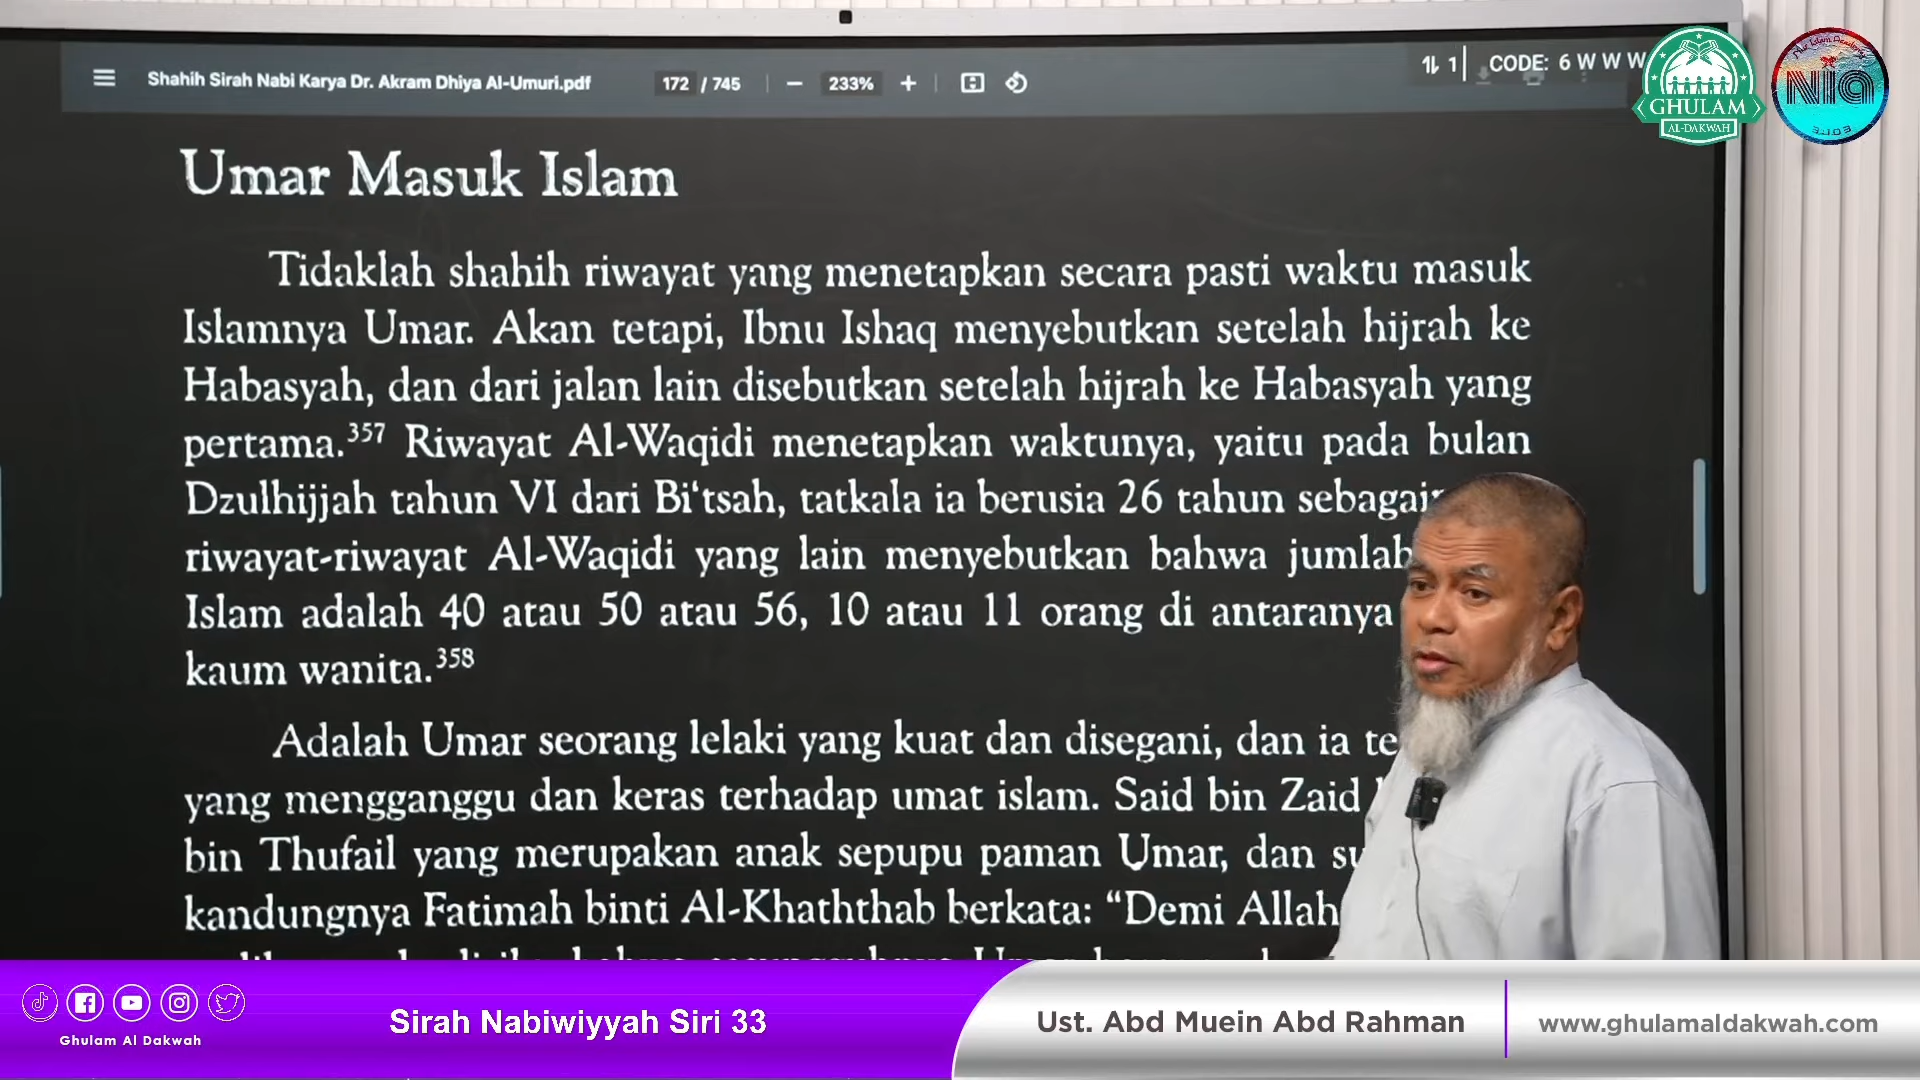 Shahih Sirah Nabi Karya Dr. Akram Dhiya Al-Umuri.pdf 172 / 745 233%
1 CODE: 6 W W W
GHULAM
AL-DAKWAH
NIA
Umar Masuk Islam
Tidaklah shahih riwayat yang menetapkan secara pasti waktu masuk
Islamnya Umar. Akan tetapi, Ibnu Ishaq menyebutkan setelah hijrah ke
Habasyah, dan dari jalan lain disebutkan setelah hijrah ke Habasyah yang
pertama.357 Riwayat Al-Waqidi menetapkan waktunya, yaitu pada bulan
Dzulhijjah tahun VI dari Bi‘tsah, tatkala ia berusia 26 tahun
riwayat-riwayat Al-Waqidi yang lain menyebutkan bahwa jumlah
Islam adalah 40 atau 50 atau 56, 10 atau 11 orang di antaranya
kaum wanita.358
Adalah Umar seorang lelaki yang kuat dan disegani, dan ia
yang mengganggu dan keras terhadap umat islam. Said bin Zaid
bin Thufail yang merupakan anak sepupu paman Umar, dan
kandungnya Fatimah binti Al-Khaththab berkata: “Demi Allah
Ghulam Al Dakwah
Sirah Nabiwiyyah Siri 33
Ust. Abd Muein Abd Rahman
www.ghulamaldakwah.com